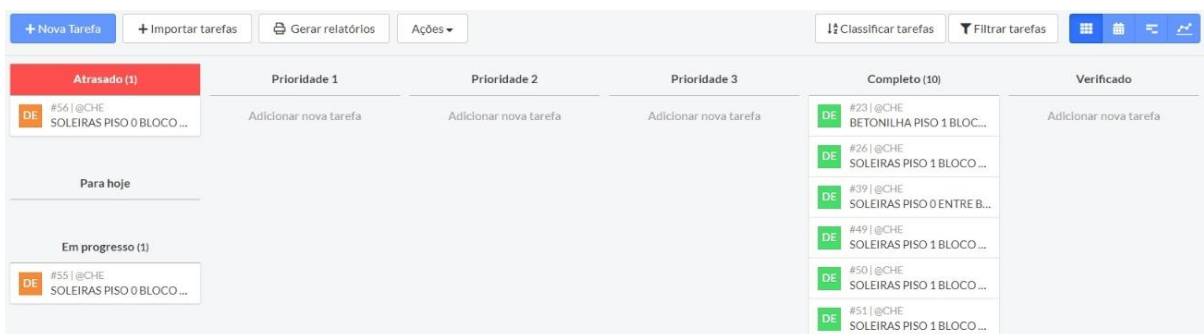 + Nova Tarefa
+ Importar tarefas
Gerar relatórios
Ações
Classificar tarefas
Filtrar tarefas
Atrasado (1)
DE
#56 | @CHE
SOLEIRAS PISO 0 BLOCO ...
Para hoje
Em progresso (1)
DE
#55 | @CHE
SOLEIRAS PISO 0 BLOCO ...
Prioridade 1
Adicionar nova tarefa
Prioridade 2
Adicionar nova tarefa
Prioridade 3
Adicionar nova tarefa
Completo (10)
DE
#23 | @CHE
BETONILHA PISO 1 BLOC...
DE
#26 | @CHE
SOLEIRAS PISO 1 BLOCO ...
DE
#39 | @CHE
SOLEIRAS PISO 0 ENTRE B...
DE
#49 | @CHE
SOLEIRAS PISO 1 BLOCO ...
DE
#50 | @CHE
SOLEIRAS PISO 1 BLOCO ...
DE
#51 | @CHE
SOLEIRAS PISO 1 BLOCO ...
Verificado
Adicionar nova tarefa